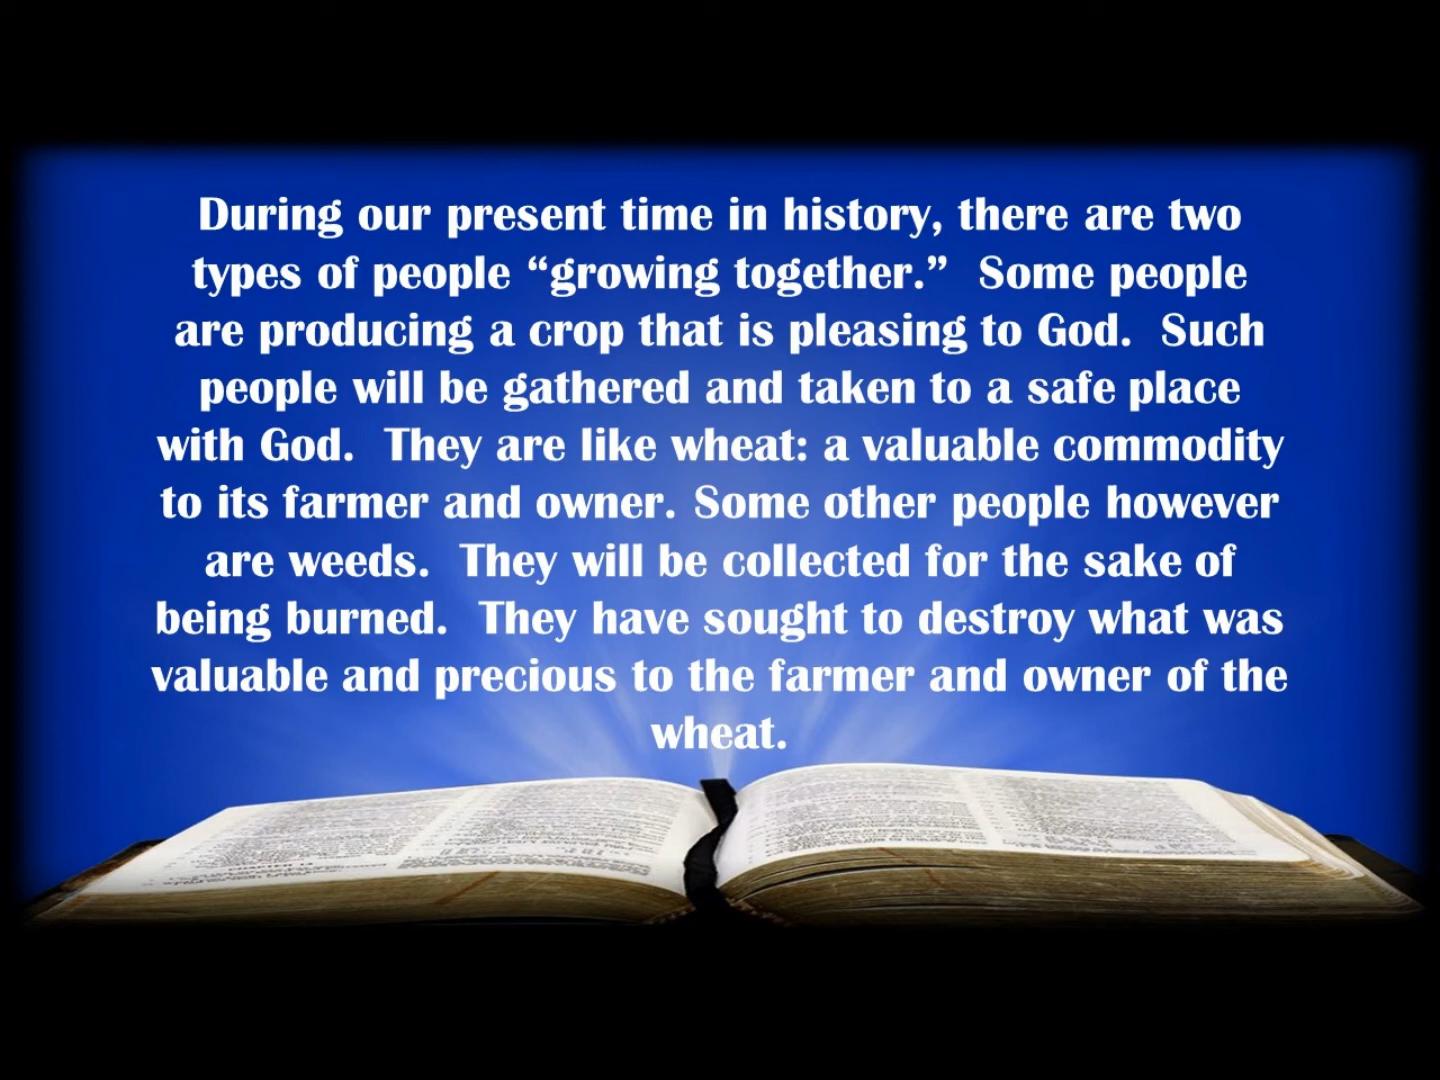 During our present time in history, there are two
types of people “growing together.”  Some people
are producing a crop that is pleasing to God.  Such
people will be gathered and taken to a safe place
with God.  They are like wheat: a valuable commodity
to its farmer and owner. Some other people however
are weeds.  They will be collected for the sake of
being burned.  They have sought to destroy what was
valuable and precious to the farmer and owner of the
wheat.